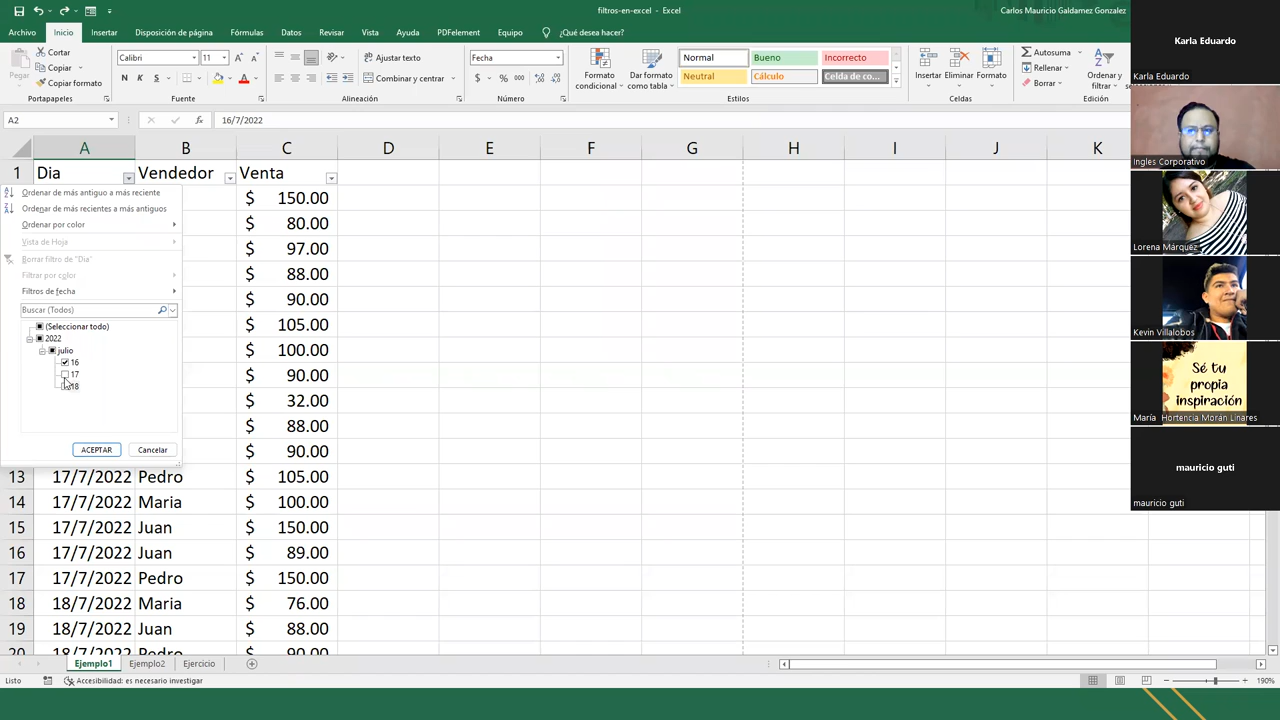 filtros-en-excel - Excel
Carlos Mauricio Galdamez Gonzalez
Archivo Inicio Insertar Disposición de página Fórmulas Datos Revisar Vista Ayuda PDFelement Equipo ¿Qué desea hacer?
Pegar
Cortar
Copiar
Copiar formato
Portapapeles
Calibri 11
N K S
Fuente
Ajustar texto
Combinar y centrar
Alineación
Fecha
$ %
Número
Formato condicional
Dar formato como tabla
Normal Bueno Incorrecto
Neutral Cálculo Celda de co...
Estilos
Insertar Eliminar Formato
Celdas
Autosuma
Rellenar
Borrar
Ordenar y filtrar
Edición
A2 fx 16/7/2022
A B C D E F G H I J K
1 Dia Vendedor Venta
Ordenar de más antiguo a más reciente
Ordenar de más recientes a más antiguos
Ordenar por color
Vista de Hoja
Borrar filtro de "Dia"
Filtrar por color
Filtros de fecha
Buscar (Todos)
(Seleccionar todo)
2022
julio
16
17
18
ACEPTAR Cancelar
$ 150.00
$ 80.00
$ 97.00
$ 88.00
$ 90.00
$ 105.00
$ 100.00
$ 90.00
$ 32.00
$ 88.00
$ 90.00
13 17/7/2022 Pedro $ 105.00
14 17/7/2022 Maria $ 100.00
15 17/7/2022 Juan $ 150.00
16 17/7/2022 Juan $ 89.00
17 17/7/2022 Pedro $ 150.00
18 18/7/2022 Maria $ 76.00
19 18/7/2022 Juan $ 88.00
20 18/7/2022 Pedro $ 90.00
Ejemplo1 Ejemplo2 Ejercicio
Listo Accesibilidad: es necesario investigar 190%
Karla Eduardo
Karla Eduardo
Ingles Corporativo
Lorena Márquez
Kevin Villalobos
Sé tu
propia
inspiración
María Hortencia Morán Linares
mauricio guti
mauricio guti